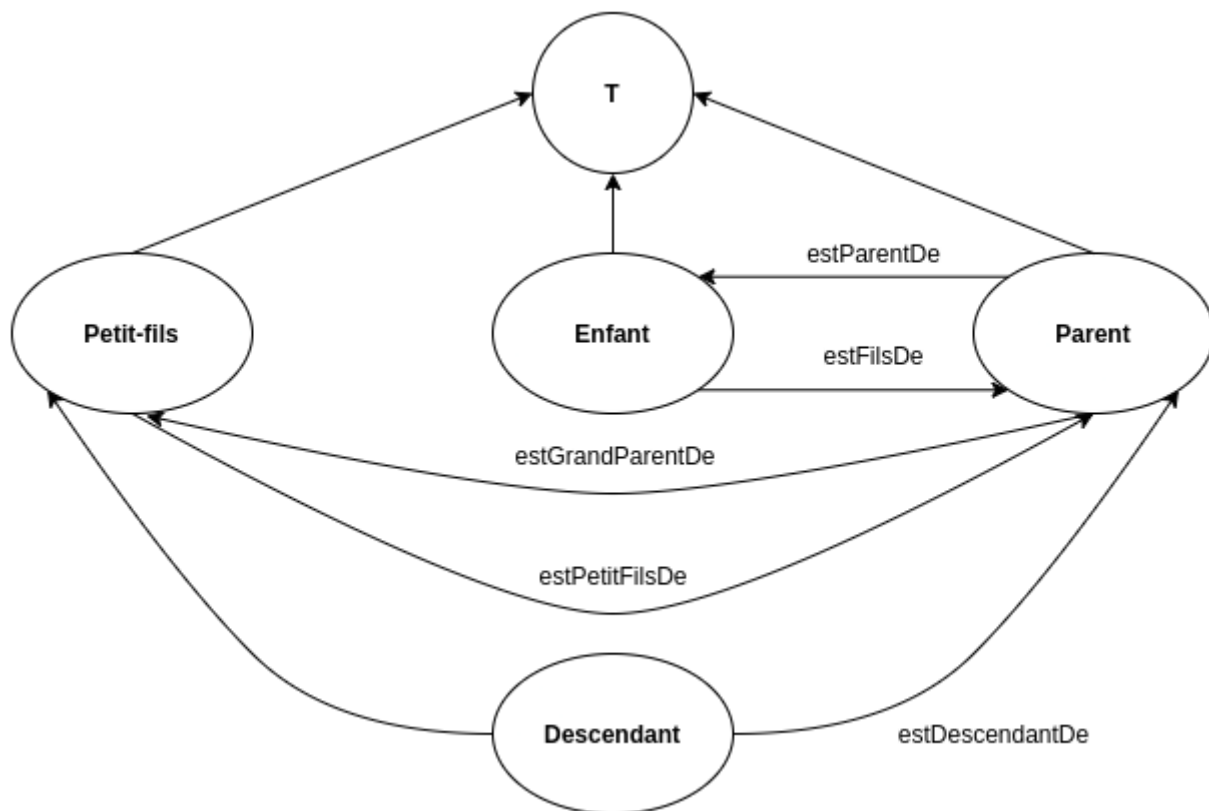 T
estParentDe
Petit-fils
Enfant
Parent
estFilsDe
estGrandParentDe
estPetitFilsDe
Descendant
estDescendantDe